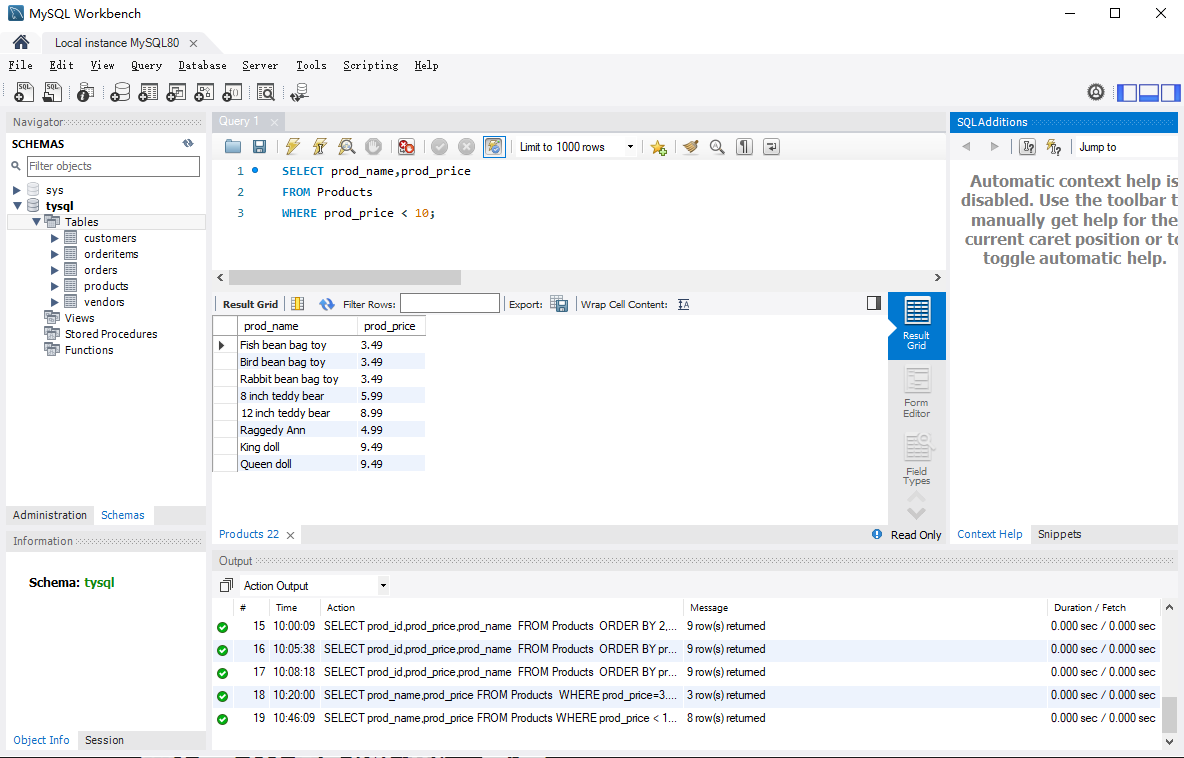 MySQL Workbench
Local instance MySQL80
File Edit View Query Database Server Tools Scripting Help
Navigator
SCHEMAS
Filter objects
sys
tysql
Tables
customers
orderitems
orders
products
vendors
Views
Stored Procedures
Functions
Administration Schemas
Information
Schema: tysql
Object Info Session
Query 1
Limit to 1000 rows
1 SELECT prod_name,prod_price
2 FROM Products
3 WHERE prod_price < 10;
Result Grid Filter Rows: Export: Wrap Cell Content:
prod_name prod_price
Fish bean bag toy 3.49
Bird bean bag toy 3.49
Rabbit bean bag toy 3.49
8 inch teddy bear 5.99
12 inch teddy bear 8.99
Raggedy Ann 4.99
King doll 9.49
Queen doll 9.49
Result
Grid
Form
Editor
Field
Types
Products 22
Read Only
SQLAdditions
Jump to
Automatic context help is
disabled. Use the toolbar t
manually get help for the
current caret position or to
toggle automatic help.
Context Help Snippets
Output
Action Output
# Time Action Message Duration / Fetch
15 10:00:09 SELECT prod_id,prod_price,prod_name FROM Products ORDER BY 2,... 9 row(s) returned 0.000 sec / 0.000 sec
16 10:05:38 SELECT prod_id,prod_price,prod_name FROM Products ORDER BY pr... 9 row(s) returned 0.000 sec / 0.000 sec
17 10:08:18 SELECT prod_id,prod_price,prod_name FROM Products ORDER BY pr... 9 row(s) returned 0.000 sec / 0.000 sec
18 10:20:00 SELECT prod_name,prod_price FROM Products WHERE prod_price=3.... 3 row(s) returned 0.000 sec / 0.000 sec
19 10:46:09 SELECT prod_name,prod_price FROM Products WHERE prod_price < 1... 8 row(s) returned 0.000 sec / 0.000 sec